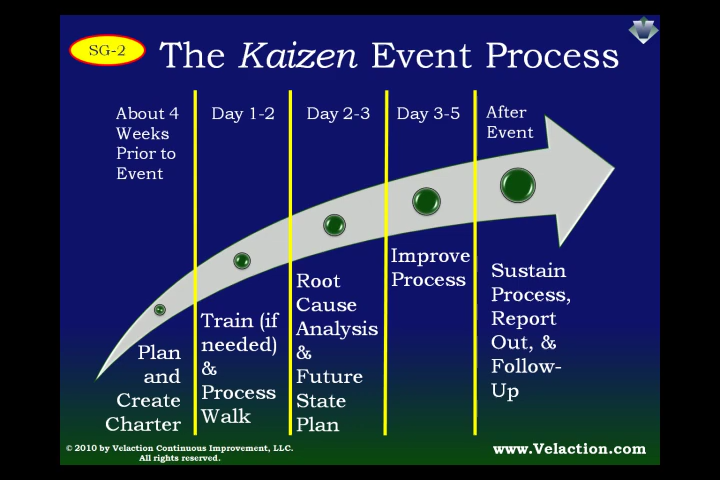 SG-2
The Kaizen Event Process
About 4
Weeks
Prior to
Event
Day 1-2
Day 2-3
Day 3-5
After
Event
Plan
and
Create
Charter
Train (if
needed)
&
Process
Walk
Root
Cause
Analysis
&
Future
State
Plan
Improve
Process
Sustain
Process,
Report
Out, &
Follow-
Up
© 2010 by Velaction Continuous Improvement, LLC.
All rights reserved.
www.Velaction.com